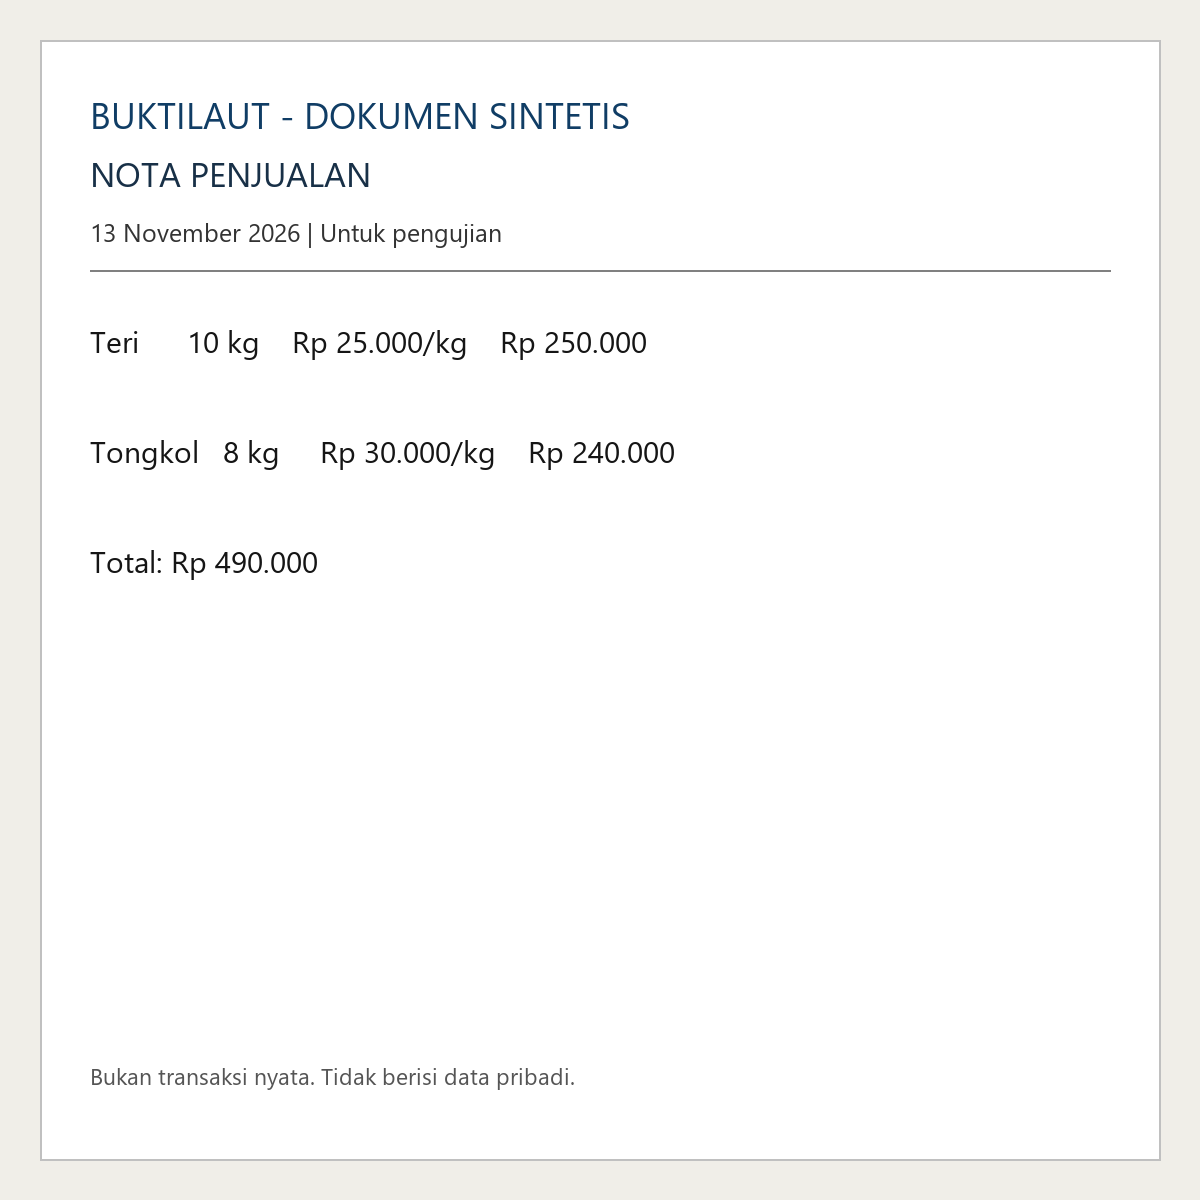 BUKTILAUT - DOKUMEN SINTETIS
NOTA PENJUALAN
13 November 2026 | Untuk pengujian
Teri 10 kg Rp 25.000/kg Rp 250.000
Tongkol 8 kg Rp 30.000/kg Rp 240.000
Total: Rp 490.000
Bukan transaksi nyata. Tidak berisi data pribadi.